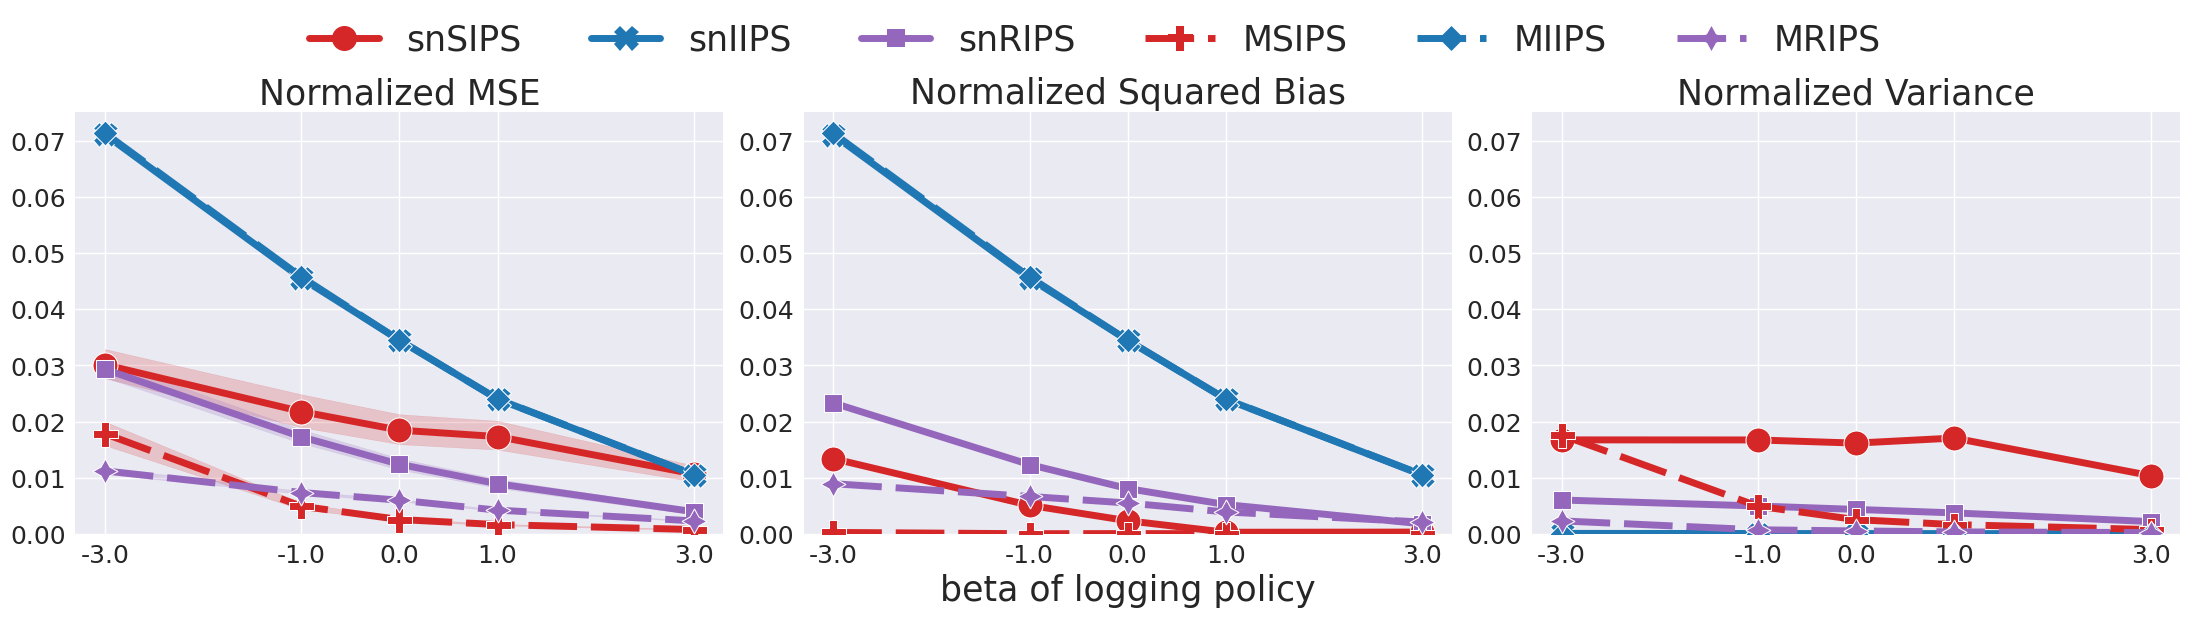 snSIPS snIIPS snRIPS MSIPS MIIPS MRIPS
Normalized MSE Normalized Squared Bias Normalized Variance
0.07 0.07 0.07
0.06 0.06 0.06
0.05 0.05 0.05
0.04 0.04 0.04
0.03 0.03 0.03
0.02 0.02 0.02
0.01 0.01 0.01
0.00 0.00 0.00
-3.0 -1.0 0.0 1.0 3.0 -3.0 -1.0 0.0 1.0 3.0 -3.0 -1.0 0.0 1.0 3.0
beta of logging policy